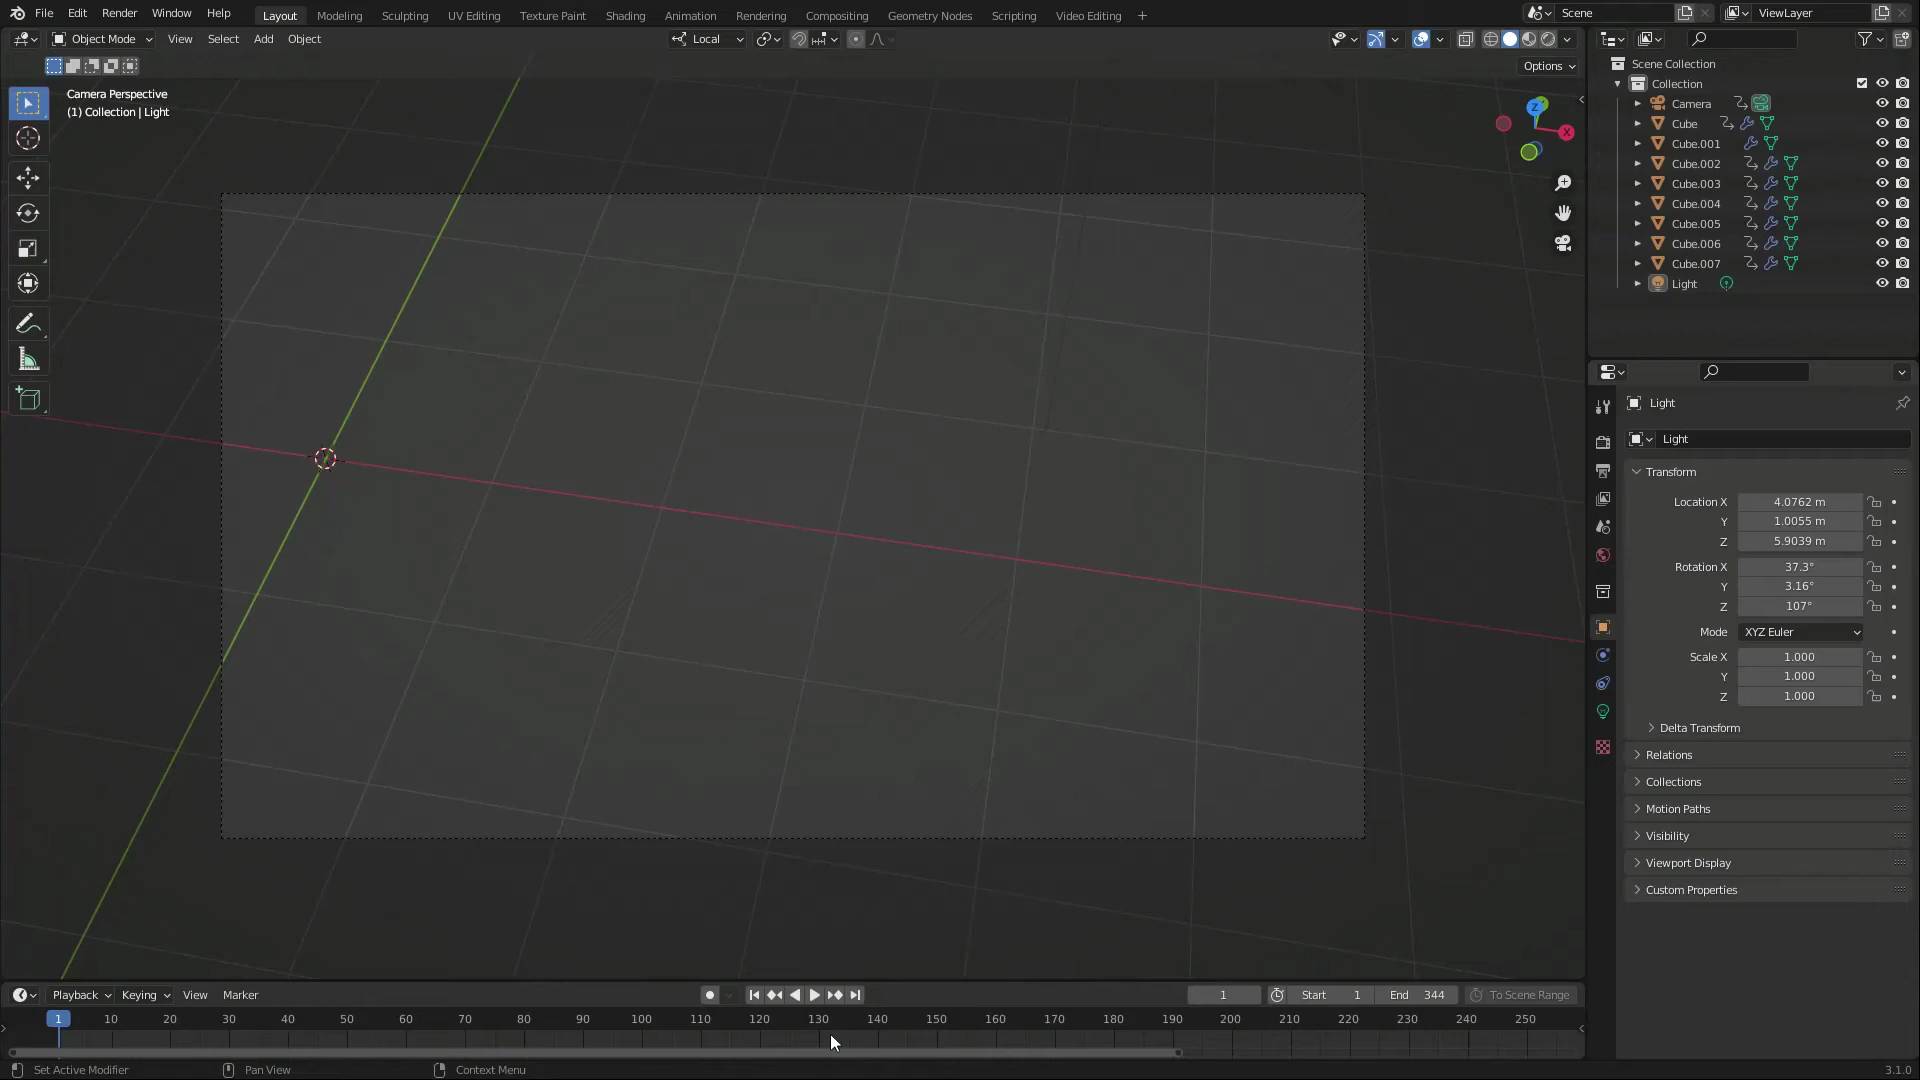 File Edit Render Window Help
Layout Modeling Sculpting UV Editing Texture Paint Shading Animation Rendering Compositing Geometry Nodes Scripting Video Editing
Scene
ViewLayer
Object Mode View Select Add Object
Local
Options
Camera Perspective
(1) Collection | Light
Z
X
Scene Collection
Collection
Camera
Cube
Cube.001
Cube.002
Cube.003
Cube.004
Cube.005
Cube.006
Cube.007
Light
Light
Light
Transform
Location X 4.0762 m
Y 1.0055 m
Z 5.9039 m
Rotation X 37.3°
Y 3.16°
Z 107°
Mode XYZ Euler
Scale X 1.000
Y 1.000
Z 1.000
Delta Transform
Relations
Collections
Motion Paths
Visibility
Viewport Display
Custom Properties
Playback Keying View Marker
1 Start 1 End 344 To Scene Range
1 10 20 30 40 50 60 70 80 90 100 110 120 130 140 150 160 170 180 190 200 210 220 230 240 250
Set Active Modifier Pan View Context Menu 3.1.0